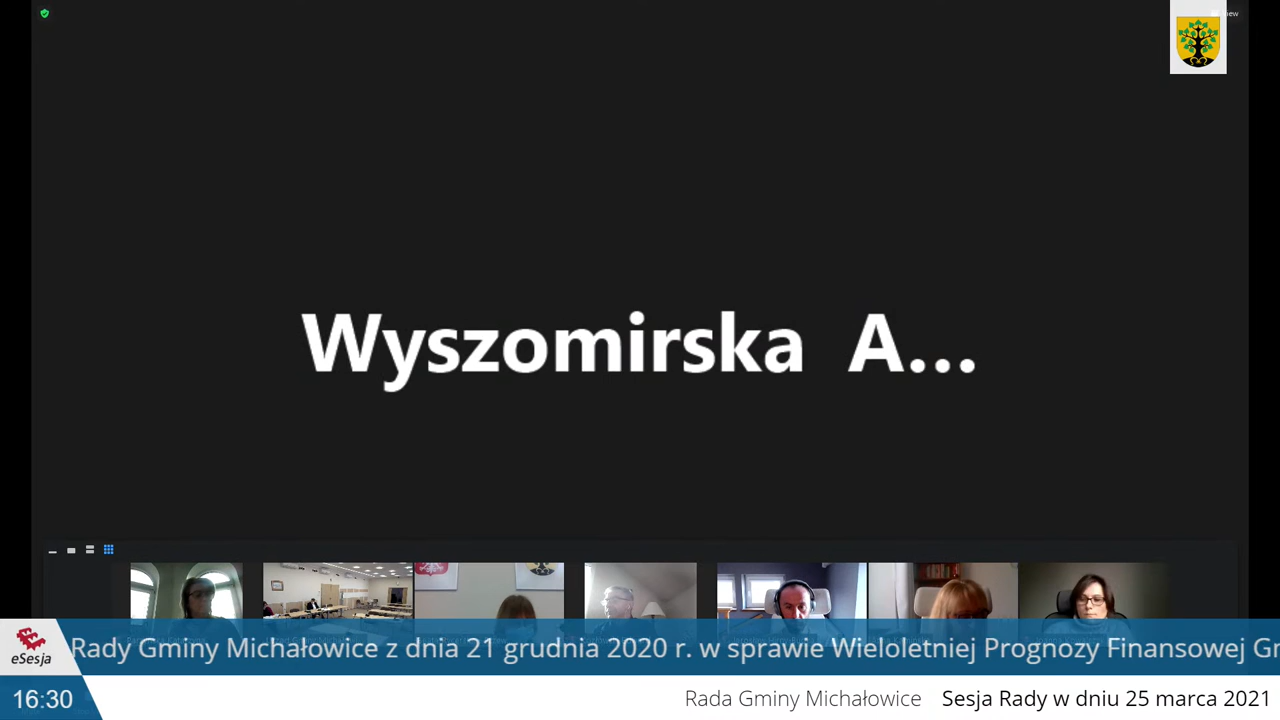 View
Wyszomirska A...
Rady Gminy Michałowice z dnia 21 grudnia 2020 r. w sprawie Wieloletniej Prognozy Finansowej Gr
eSesja
16:30
Rada Gminy Michałowice Sesja Rady w dniu 25 marca 2021